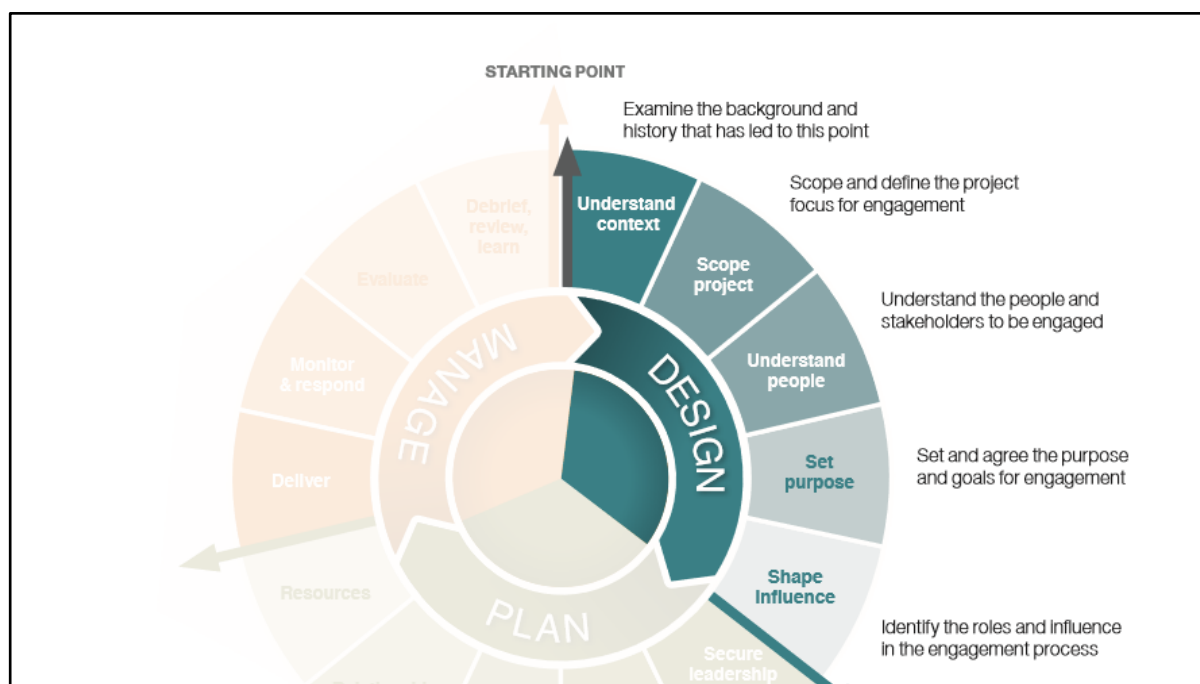 STARTING POINT
Examine the background and
history that has led to this point
Scope and define the project
focus for engagement
Understand the people and
stakeholders to be engaged
Set and agree the purpose
and goals for engagement
Identify the roles and influence
in the engagement process
Understand
context
Scope
project
Understand
people
Set
purpose
Shape
influence
Secure
leadership
Resources
Deliver
Monitor
& respond
Evaluate
Debrief,
review,
learn
DESIGN
PLAN
MANAGE